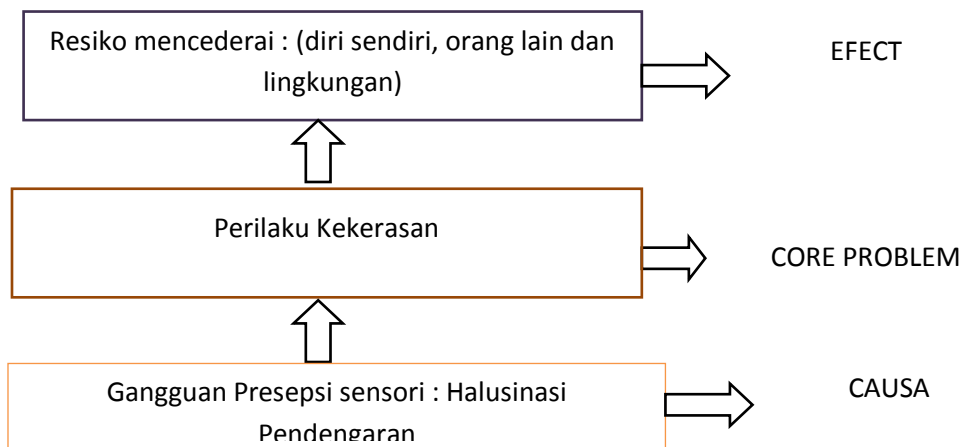 Resiko mencederai : (diri sendiri, orang lain dan
lingkungan)
EFECT
Perilaku Kekerasan
CORE PROBLEM
Gangguan Presepsi sensori : Halusinasi
Pendengaran
CAUSA